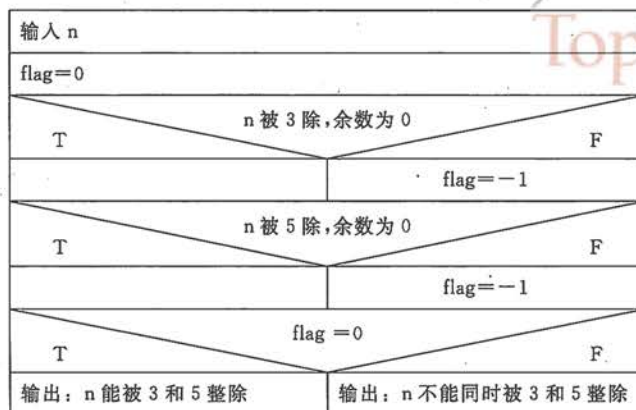 输入 n
Top
flag=0
n 被 3 除,余数为 0
T F
flag=-1
n 被 5 除,余数为 0
T F
flag=-1
flag =0
T F
输出: n 能被 3 和 5 整除 输出: n 不能同时被 3 和 5 整除